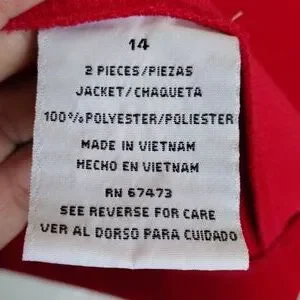 14
2 PIECES/PIEZAS
JACKET/CHAQUETA
100%POLYESTER/POLIESTER
MADE IN VIETNAM
HECHO EN VIETNAM
RN 67473
SEE REVERSE FOR CARE
VER AL DORSO PARA CUIDADO